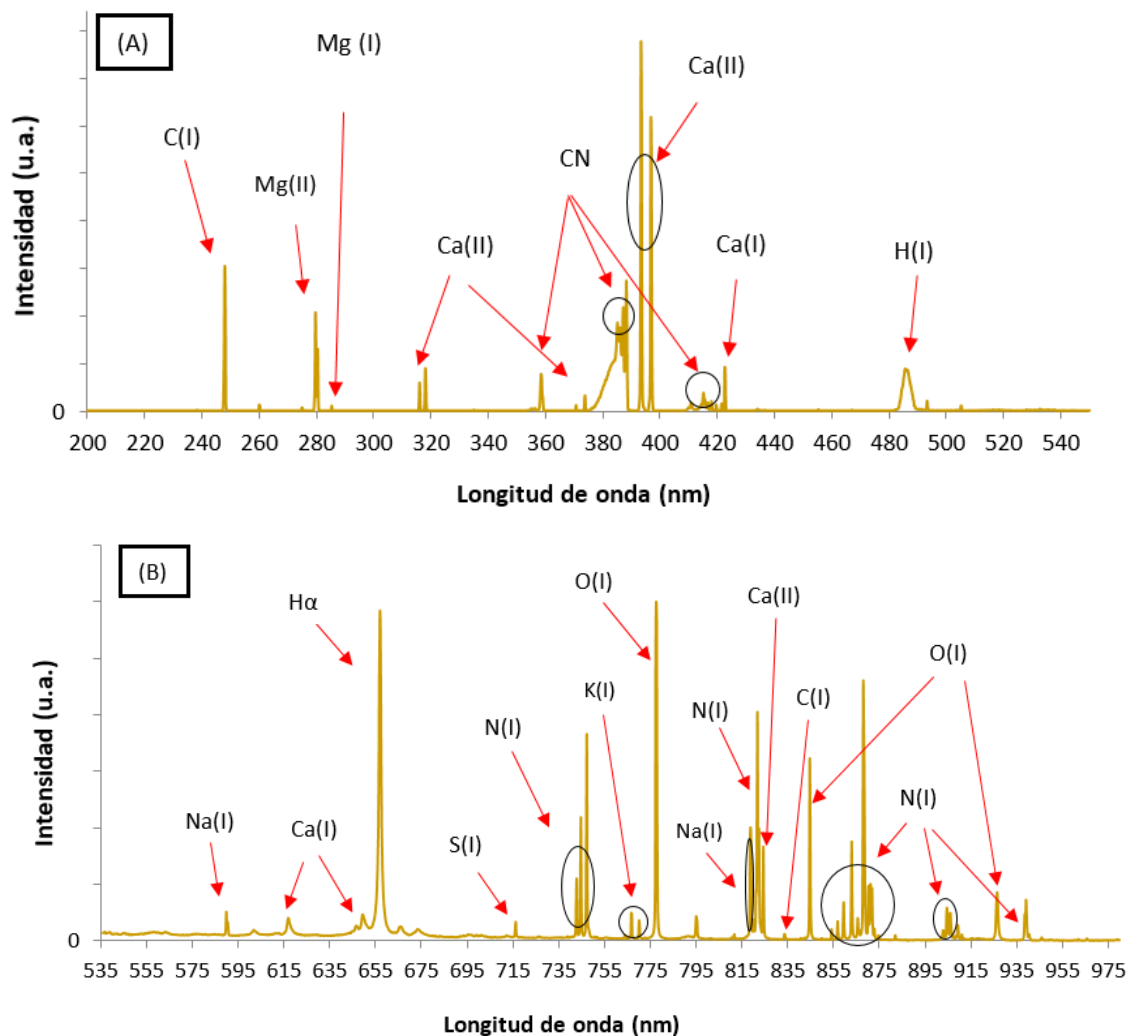 (A)
Mg (I)
Ca(II)
C(I)
CN
Mg(II)
Ca(II)
Ca(I)
H(I)
Intensidad (u.a.)
0
200 220 240 260 280 300 320 340 360 380 400 420 440 460 480 500 520 540
Longitud de onda (nm)
(B)
O(I)
Ca(II)
Hα
O(I)
K(I)
N(I)
C(I)
N(I)
N(I)
Na(I)
Ca(I)
S(I)
Na(I)
Intensidad (u.a.)
0
535 555 575 595 615 635 655 675 695 715 735 755 775 795 815 835 855 875 895 915 935 955 975
Longitud de onda (nm)